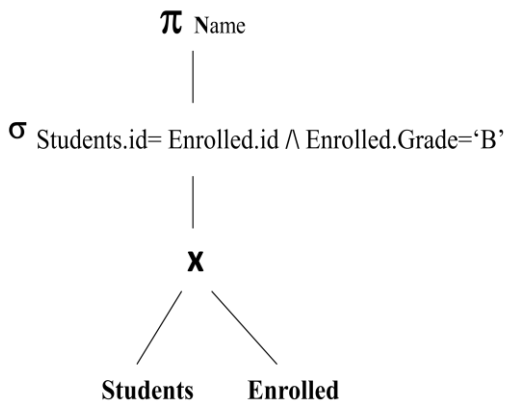 π Name
σ Students.id= Enrolled.id /\ Enrolled.Grade=‘B’
x
Students Enrolled